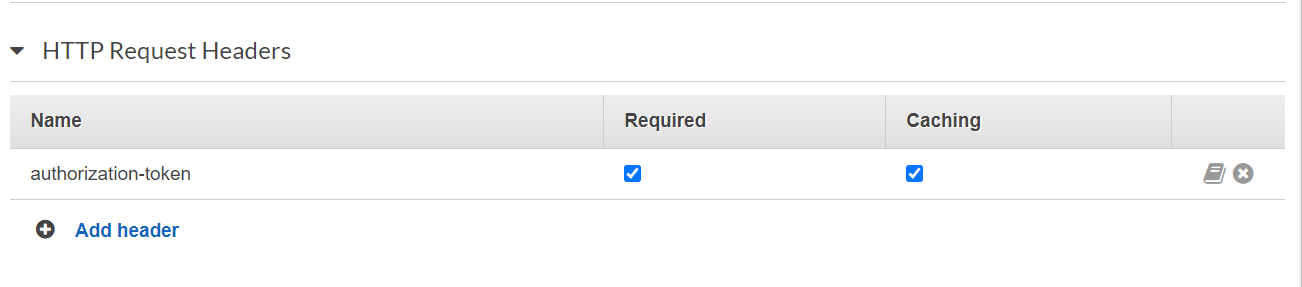 HTTP Request Headers
Name Required Caching
authorization-token
Add header